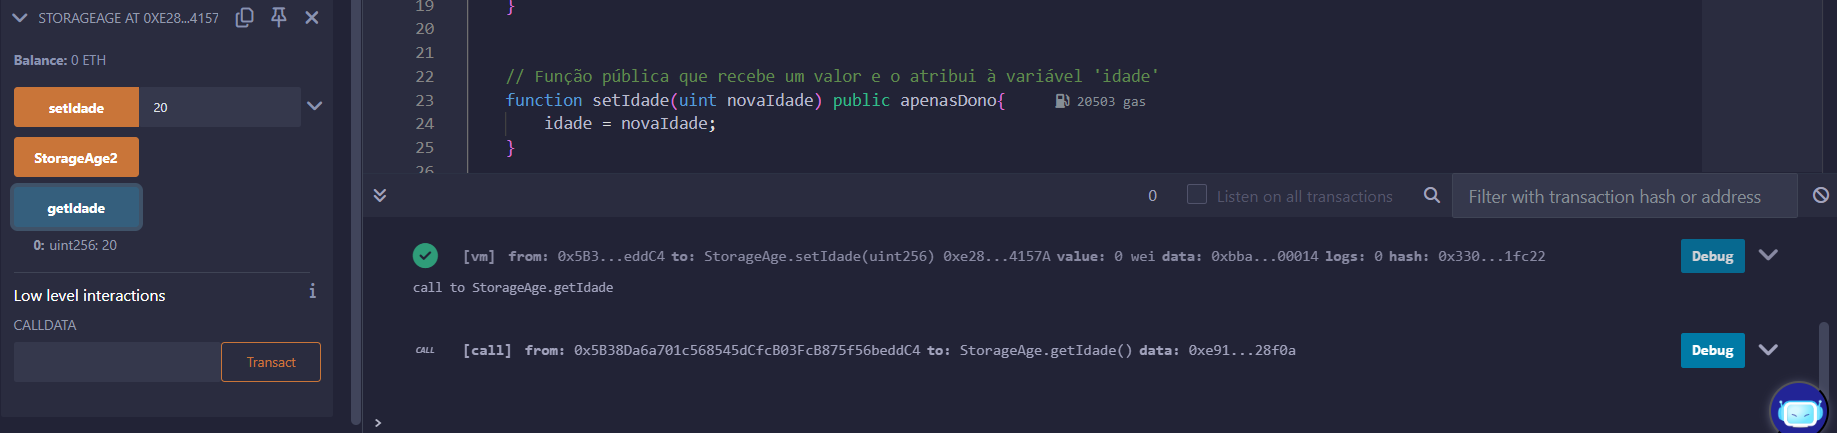 STORAGEAGE AT 0XE28...4157
Balance: 0 ETH
setIdade 20
StorageAge2
getIdade
0: uint256: 20
Low level interactions i
CALLDATA
Transact
19 }
20
21
22 // Função pública que recebe um valor e o atribui à variável 'idade'
23 function setIdade(uint novaIdade) public apenasDono{ 20503 gas
24 idade = novaIdade;
25 }
26
0 Listen on all transactions Filter with transaction hash or address
[vm] from: 0x5B3...eddC4 to: StorageAge.setIdade(uint256) 0xe28...4157A value: 0 wei data: 0xbba...00014 logs: 0 hash: 0x330...1fc22 Debug
call to StorageAge.getIdade
CALL [call] from: 0x5B38Da6a701c568545dCfcB03FcB875f56beddC4 to: StorageAge.getIdade() data: 0xe91...28f0a Debug
>